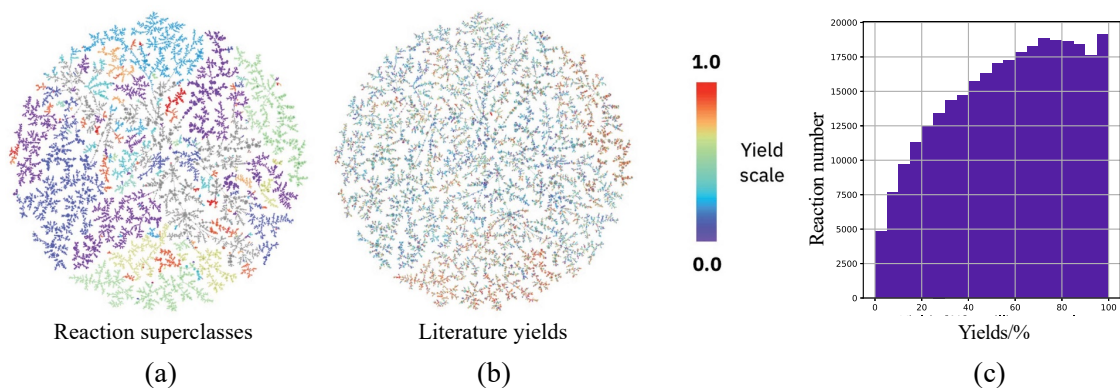 1.0
Yield
scale
0.0
Reaction superclasses
Literature yields
(a)
(b)
Reaction number
20000
17500
15000
12500
10000
7500
5000
2500
0
0
20
40
60
80
100
Yields/%
(c)